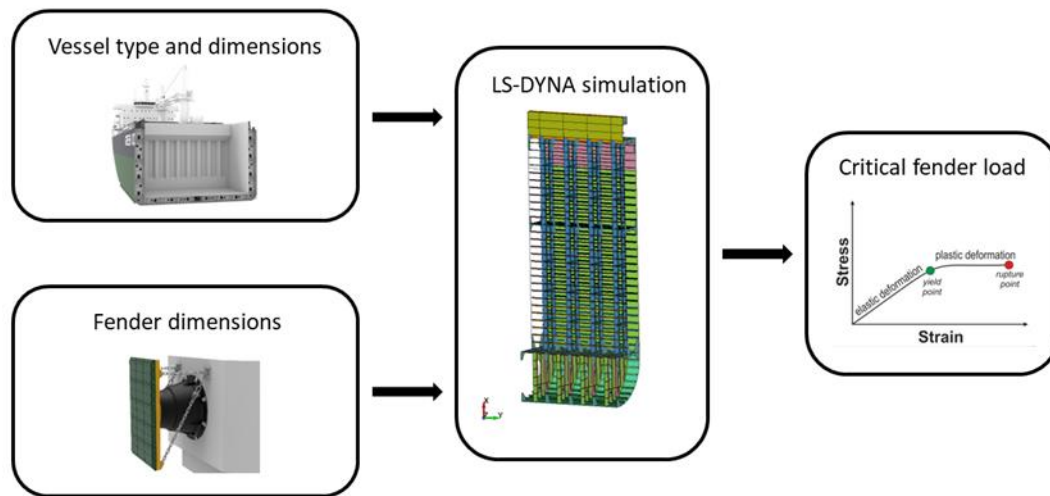 Vessel type and dimensions
Fender dimensions
LS-DYNA simulation
X
Z
Y
Critical fender load
Stress
elastic deformation
yield
point
plastic deformation
rupture
point
Strain